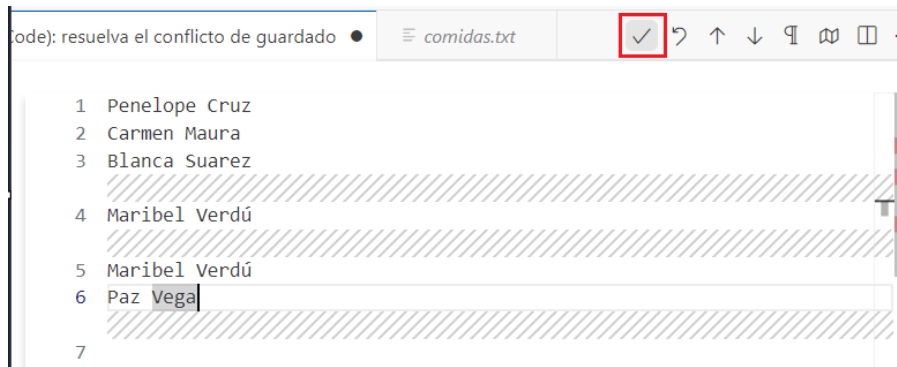 ode): resuelva el conflicto de guardado comidas.txt
1 Penelope Cruz
2 Carmen Maura
3 Blanca Suarez
4 Maribel Verdú
5 Maribel Verdú
6 Paz Vega
7